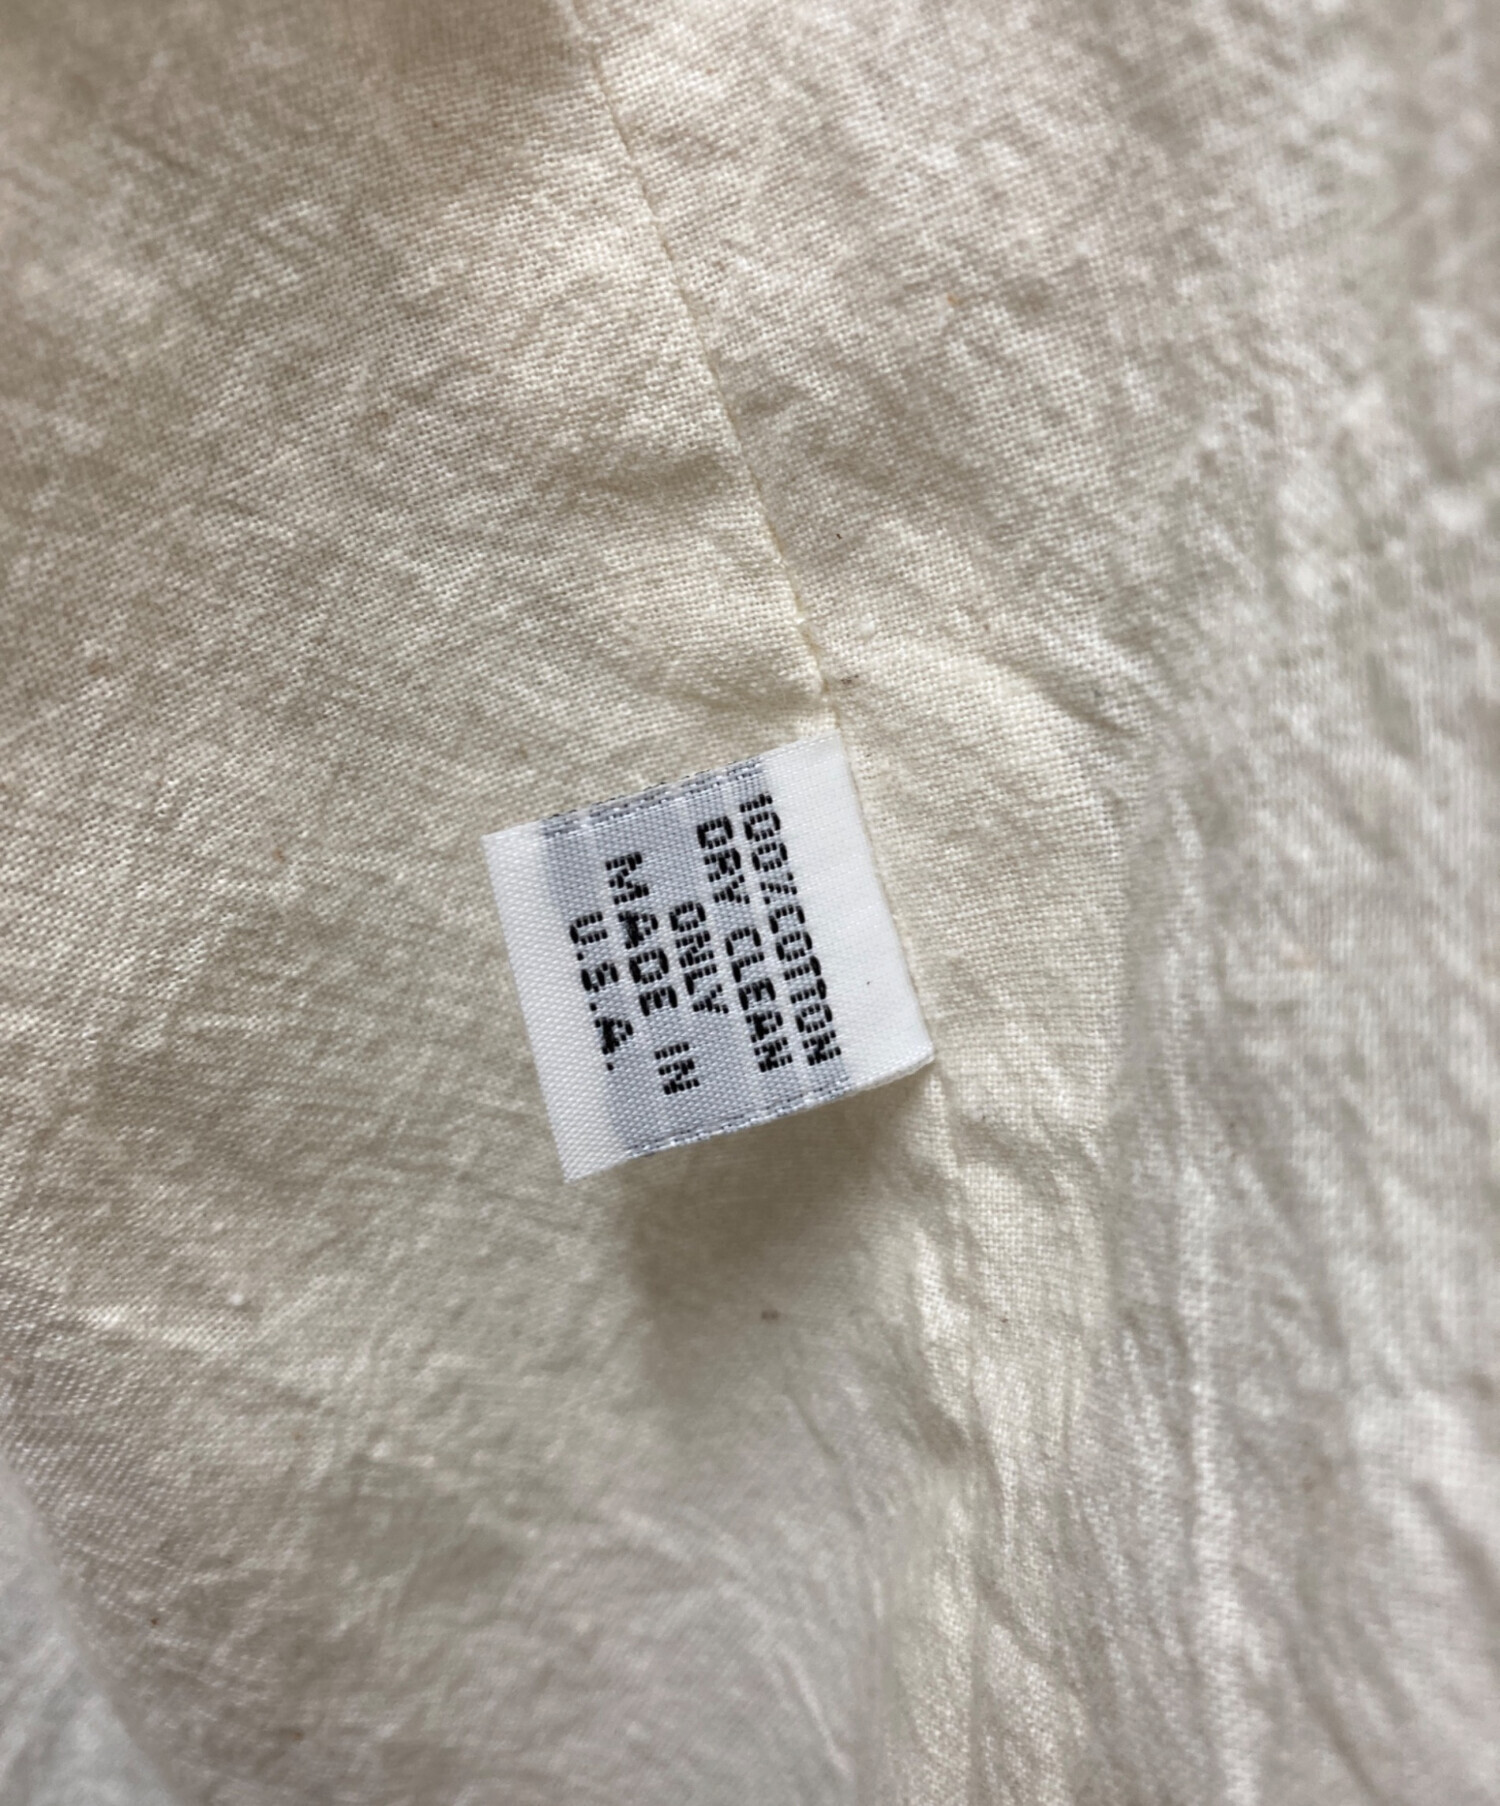 100%COTTON
DRY CLEAN
ONLY
MADE IN
U.S.A.